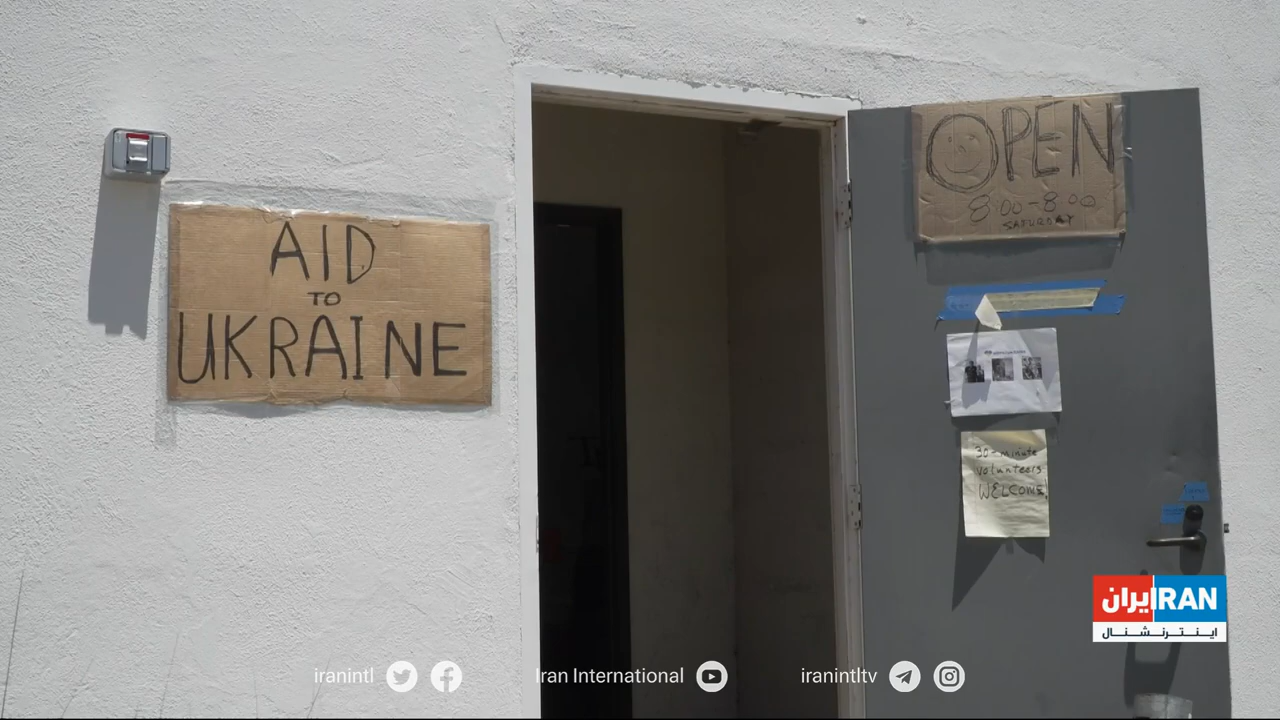 AID
TO
UKRAINE
OPEN
8:00-8:00
SATURDAY
30-minute
volunteers
WELCOME!
ایران IRAN
اینترنشنال
iranintl
Iran International
iranintltv